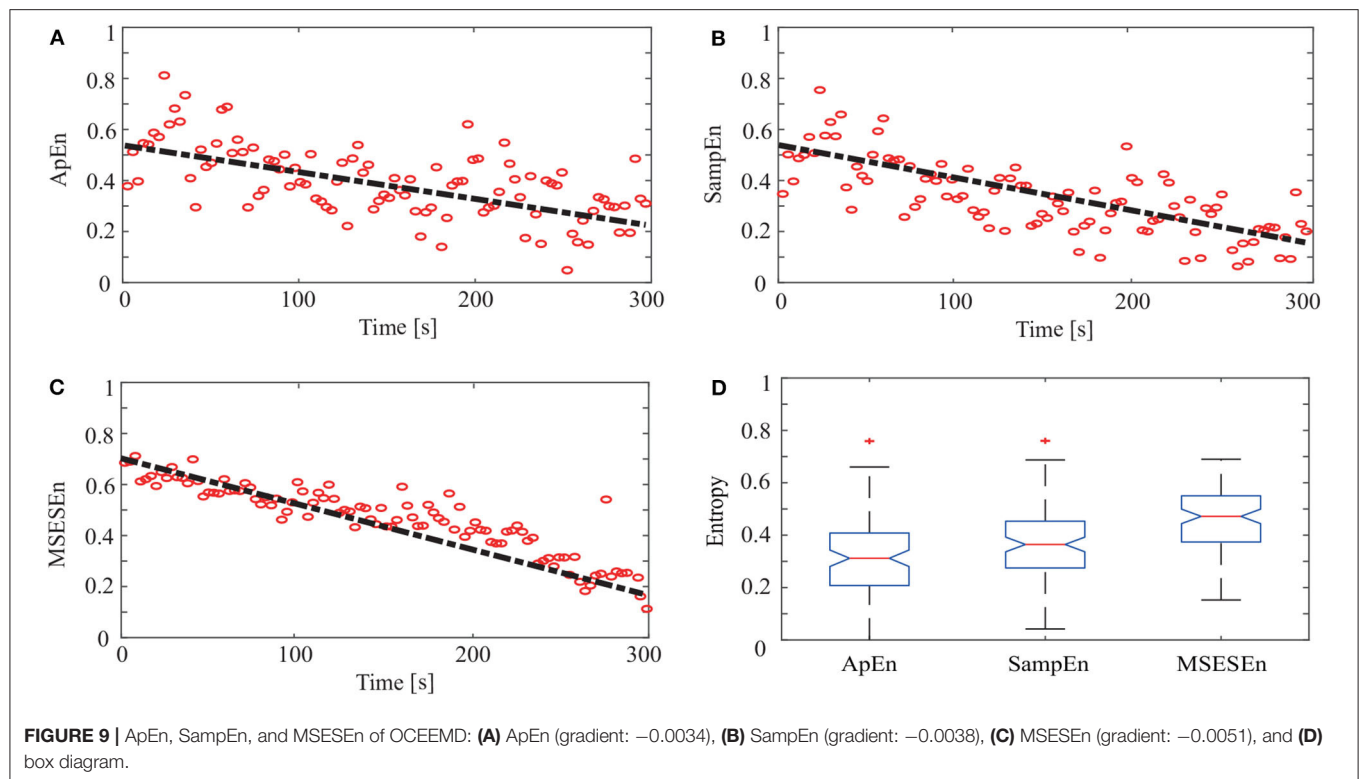 A
1
0.8
0.6
0.4
0.2
0
ApEn
0 100 200 300
Time [s]
B
1
0.8
0.6
0.4
0.2
0
SampEn
0 100 200 300
Time [s]
C
1
0.8
0.6
0.4
0.2
0
MSESEn
0 100 200 300
Time [s]
D
1
0.8
0.6
0.4
0.2
0
Entropy
ApEn SampEn MSESEn
FIGURE 9 | ApEn, SampEn, and MSESEn of OCEEMD: (A) ApEn (gradient: −0.0034), (B) SampEn (gradient: −0.0038), (C) MSESEn (gradient: −0.0051), and (D)
box diagram.